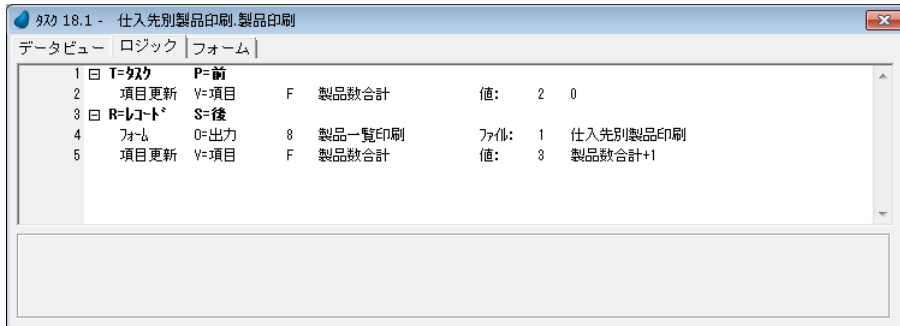 ﾀｽｸ 18.1 - 仕入先別製品印刷.製品印刷
データビュー ロジック フォーム
1 T=ﾀｽｸ P=前
2 項目更新 V=項目 F 製品数合計 値: 2 0
3 R=ﾚｺｰﾄﾞ S=後
4 ﾌｫｰﾑ O=出力 8 製品一覧印刷 ﾌｧｲﾙ: 1 仕入先別製品印刷
5 項目更新 V=項目 F 製品数合計 値: 3 製品数合計+1